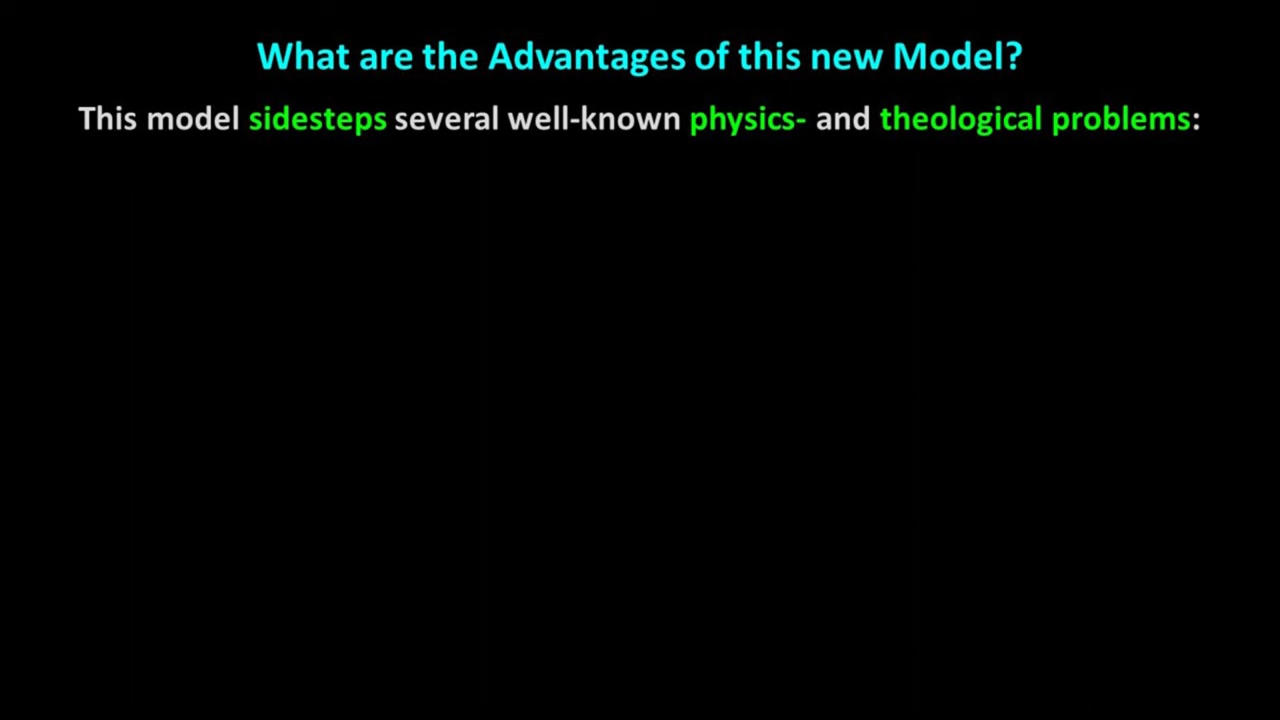 What are the Advantages of this new Model?
This model sidesteps several well-known physics- and theological problems: